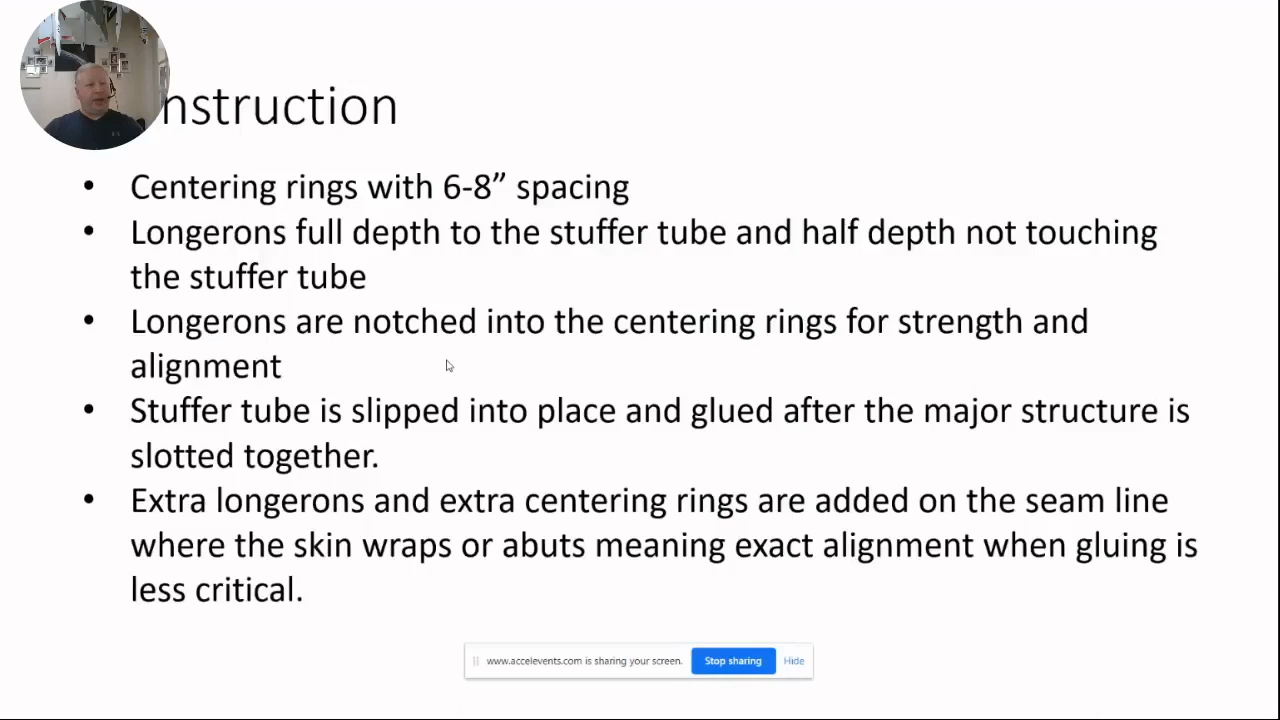 nstruction
• Centering rings with 6-8” spacing
• Longerons full depth to the stuffer tube and half depth not touching
the stuffer tube
• Longerons are notched into the centering rings for strength and
alignment
• Stuffer tube is slipped into place and glued after the major structure is
slotted together.
• Extra longerons and extra centering rings are added on the seam line
where the skin wraps or abuts meaning exact alignment when gluing is
less critical.
www.accelevents.com is sharing your screen. Stop sharing Hide